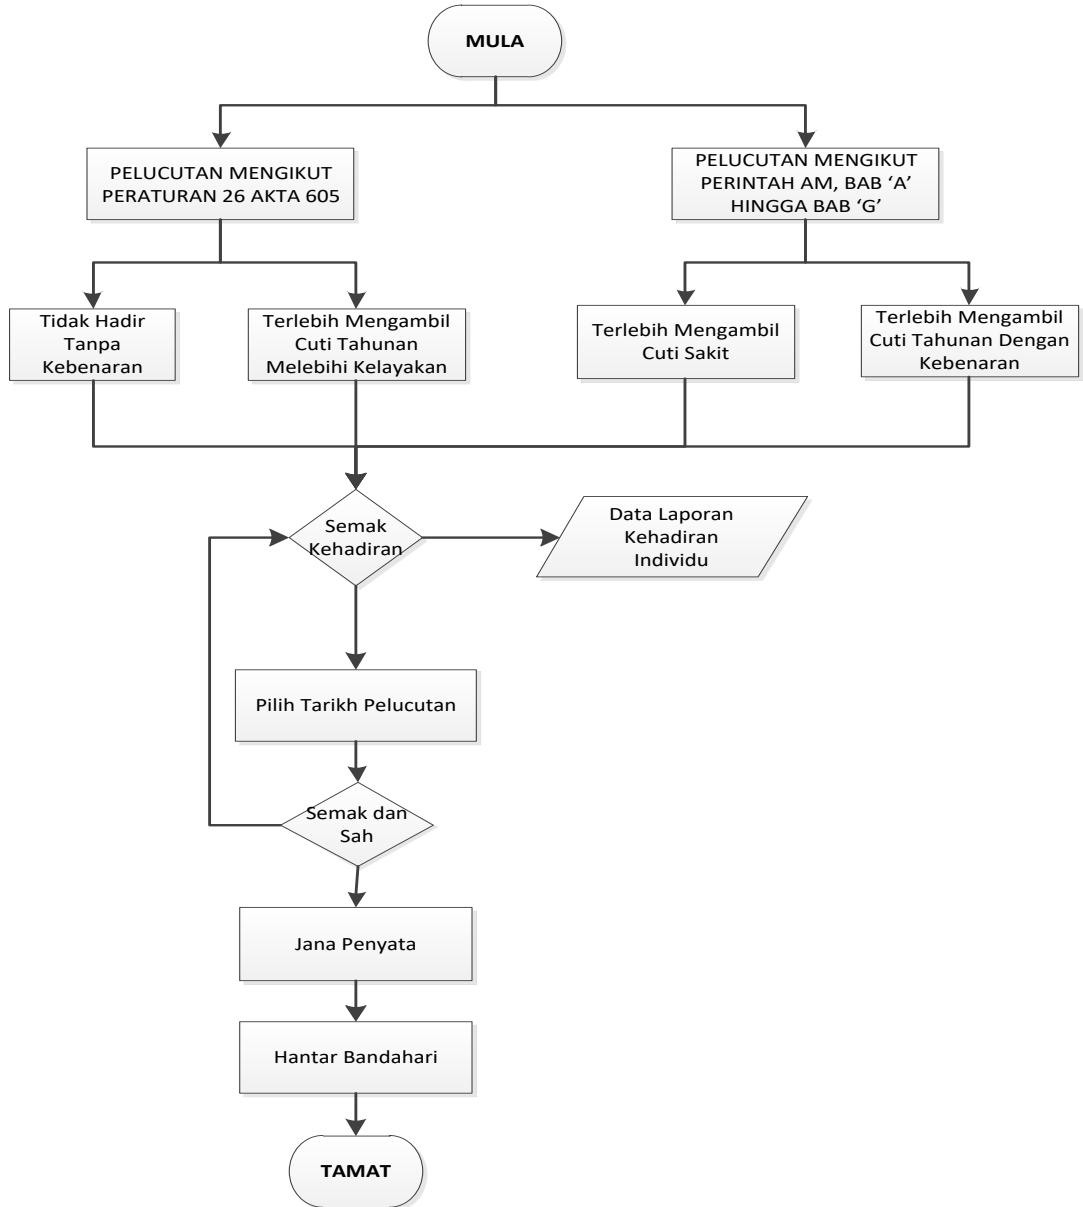 MULA
PELUCUTAN MENGIKUT
PERATURAN 26 AKTA 605
PELUCUTAN MENGIKUT
PERINTAH AM, BAB ‘A’
HINGGA BAB ‘G’
Tidak Hadir
Tanpa
Kebenaran
Terlebih Mengambil
Cuti Tahunan
Melebihi Kelayakan
Terlebih Mengambil
Cuti Sakit
Terlebih Mengambil
Cuti Tahunan Dengan
Kebenaran
Semak
Kehadiran
Data Laporan
Kehadiran
Individu
Pilih Tarikh Pelucutan
Semak dan
Sah
Jana Penyata
Hantar Bandahari
TAMAT